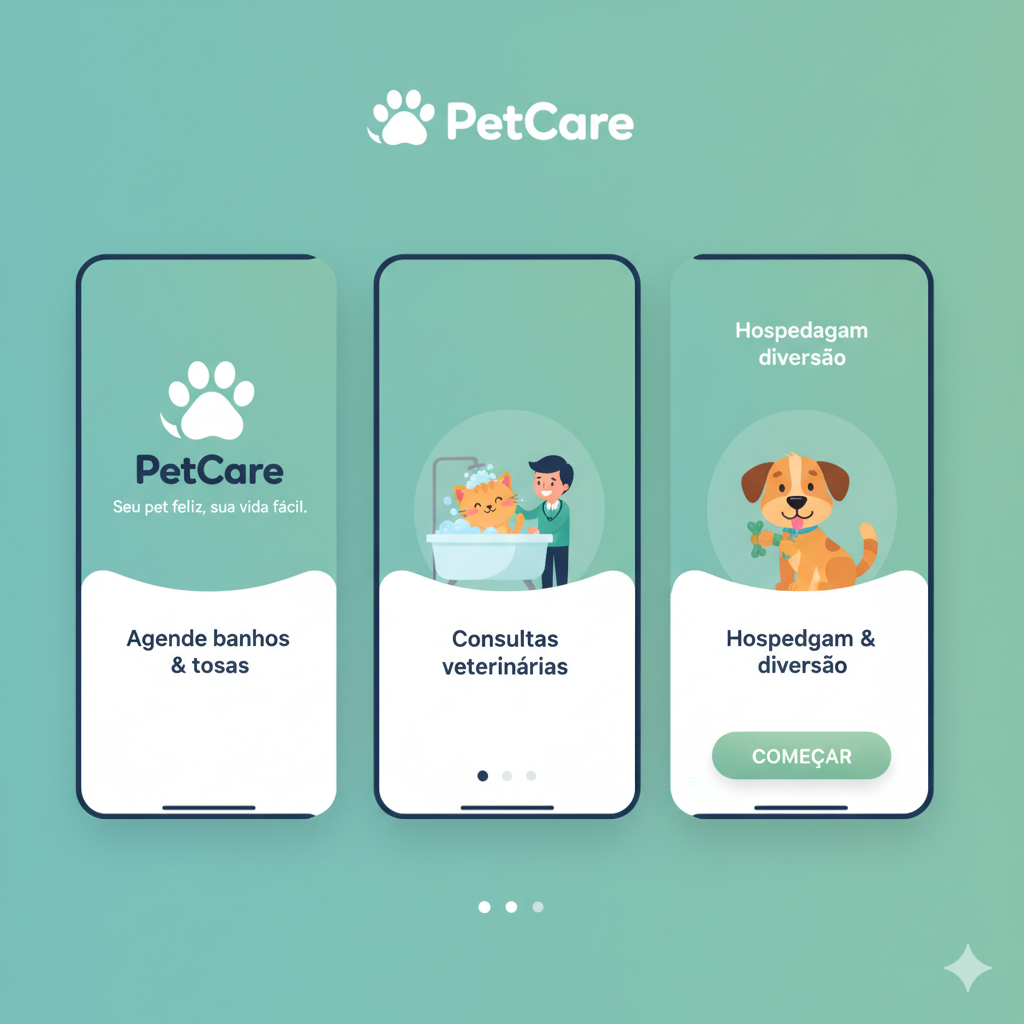 PetCare
PetCare
Seu pet feliz, sua vida fácil.
Agende banhos
& tosas
Consultas
veterinárias
Hospedagam
diversão
Hospedgam &
diversão
COMEÇAR